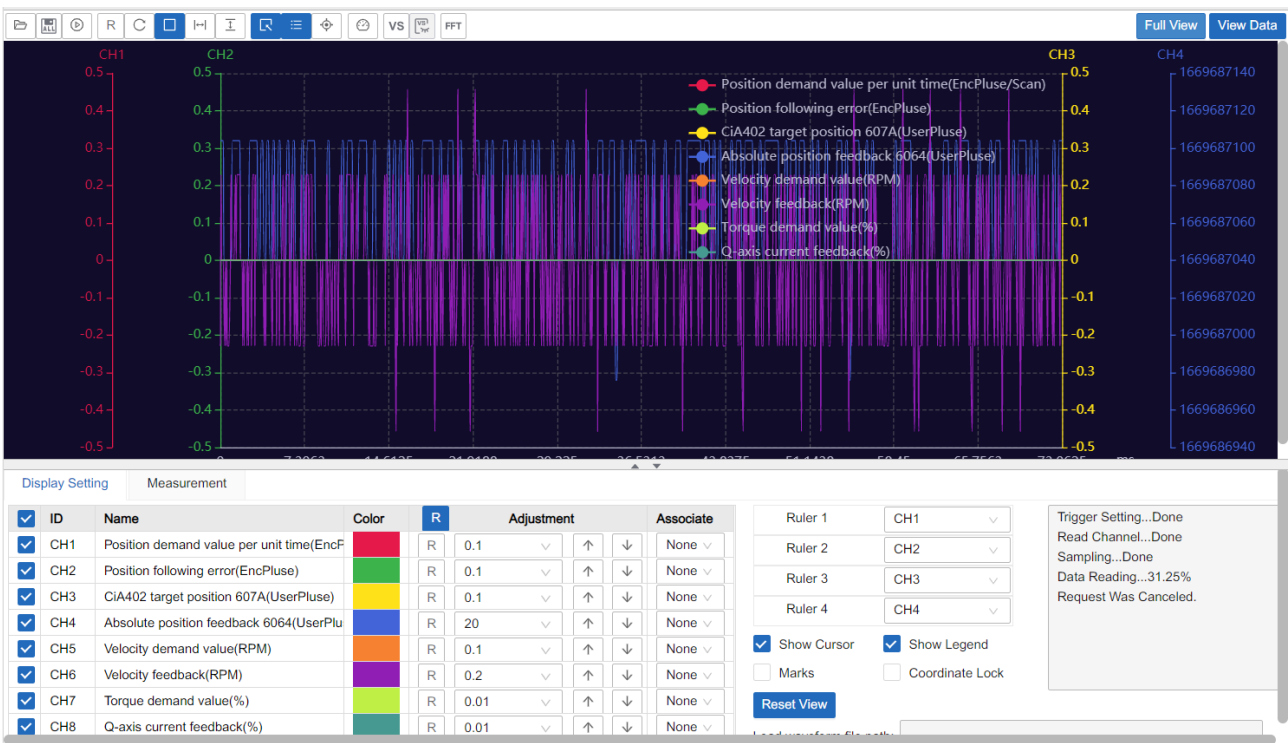 ALL R C VS VS FFT Full View View Data
CH1 CH2 CH3 CH4
0.5 0.5 0.5 1669687140
Position demand value per unit time(EncPluse/Scan)
0.4 0.4 Position following error(EncPluse) 0.4 1669687120
CiA402 target position 607A(UserPluse)
0.3 0.3 0.3 1669687100
Absolute position feedback 6064(UserPluse)
0.2 0.2 Velocity demand value(RPM) 0.2 1669687080
Velocity feedback(RPM)
0.1 0.1 Torque demand value(%) 0.1 1669687060
Q-axis current feedback(%)
0 0 0 1669687040
-0.1 -0.1 -0.1 1669687020
-0.2 -0.2 -0.2 1669687000
-0.3 -0.3 -0.3 1669686980
-0.4 -0.4 -0.4 1669686960
-0.5 -0.5 -0.5 1669686940
Display Setting Measurement
ID Name Color R Adjustment Associate
CH1 Position demand value per unit time(EncP R 0.1 None
CH2 Position following error(EncPluse) R 0.1 None
CH3 CiA402 target position 607A(UserPluse) R 0.1 None
CH4 Absolute position feedback 6064(UserPlu R 20 None
CH5 Velocity demand value(RPM) R 0.1 None
CH6 Velocity feedback(RPM) R 0.2 None
CH7 Torque demand value(%) R 0.01 None
CH8 Q-axis current feedback(%) R 0.01 None
Ruler 1 CH1
Ruler 2 CH2
Ruler 3 CH3
Ruler 4 CH4
Show Cursor Show Legend
Marks Coordinate Lock
Reset View
Trigger Setting...Done
Read Channel...Done
Sampling...Done
Data Reading...31.25%
Request Was Canceled.